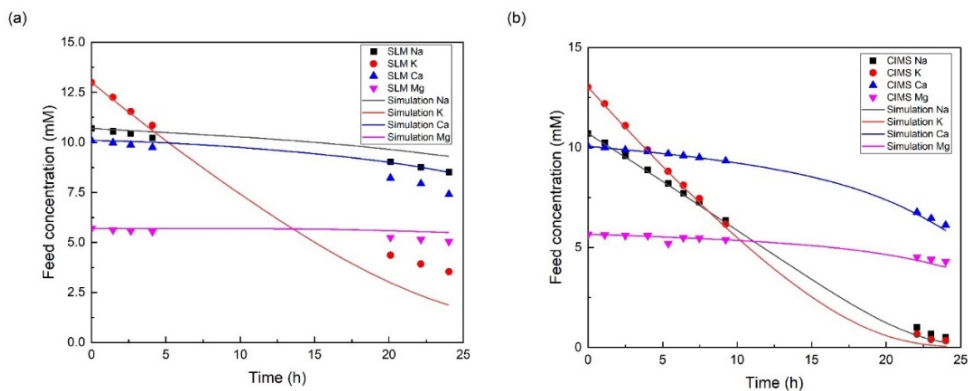 (a)
15.0
12.5
10.0
7.5
5.0
2.5
0.0
Feed concentration (mM)
SLM Na
SLM K
SLM Ca
SLM Mg
Simulation Na
Simulation K
Simulation Ca
Simulation Mg
0
5
10
15
20
25
Time (h)
(b)
15
10
5
0
Feed concentration (mM)
CIMS Na
CIMS K
CIMS Ca
CIMS Mg
Simulation Na
Simulation K
Simulation Ca
Simulation Mg
0
5
10
15
20
25
Time (h)